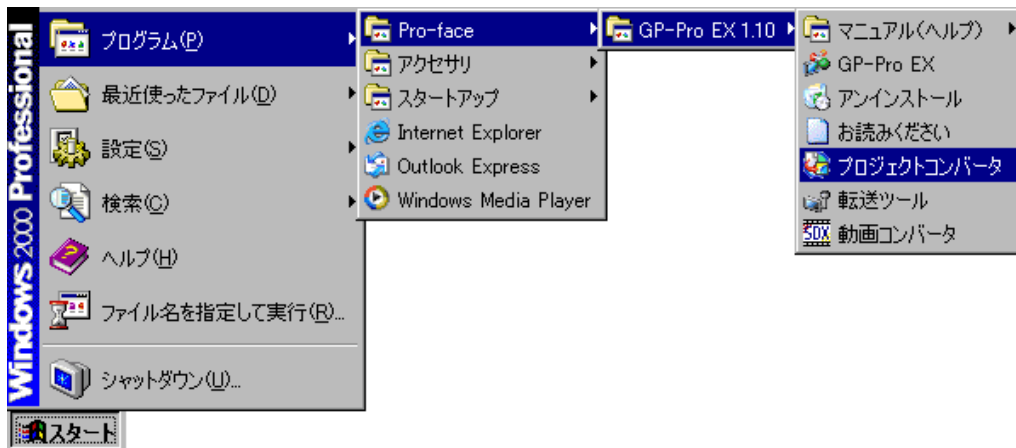 Windows 2000 Professional
プログラム(P)
最近使ったファイル(D)
設定(S)
検索(C)
ヘルプ(H)
ファイル名を指定して実行(R)...
シャットダウン(U)...
スタート
Pro-face
アクセサリ
スタートアップ
Internet Explorer
Outlook Express
Windows Media Player
GP-Pro EX 1.10
マニュアル(ヘルプ)
GP-Pro EX
アンインストール
お読みください
プロジェクトコンバータ
転送ツール
SDX 動画コンバータ